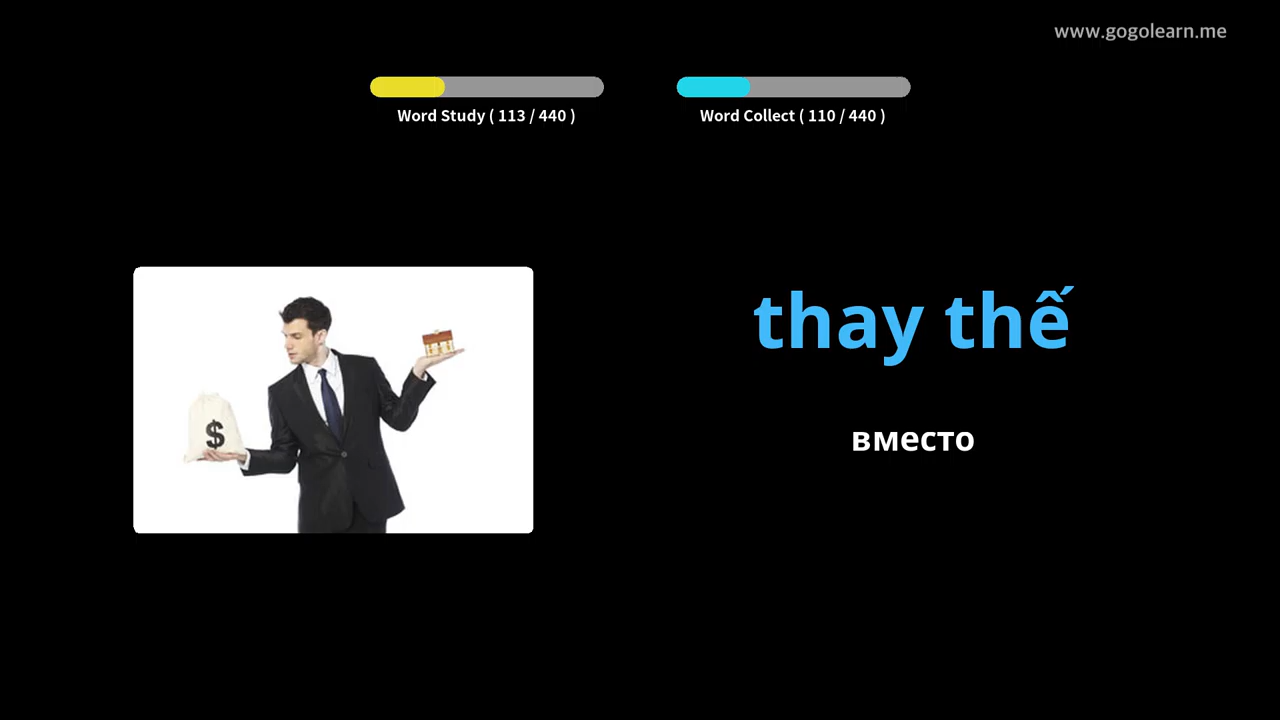 www.gogolearn.me
Word Study ( 113 / 440 )
Word Collect ( 110 / 440 )
$
thay thế
вместо